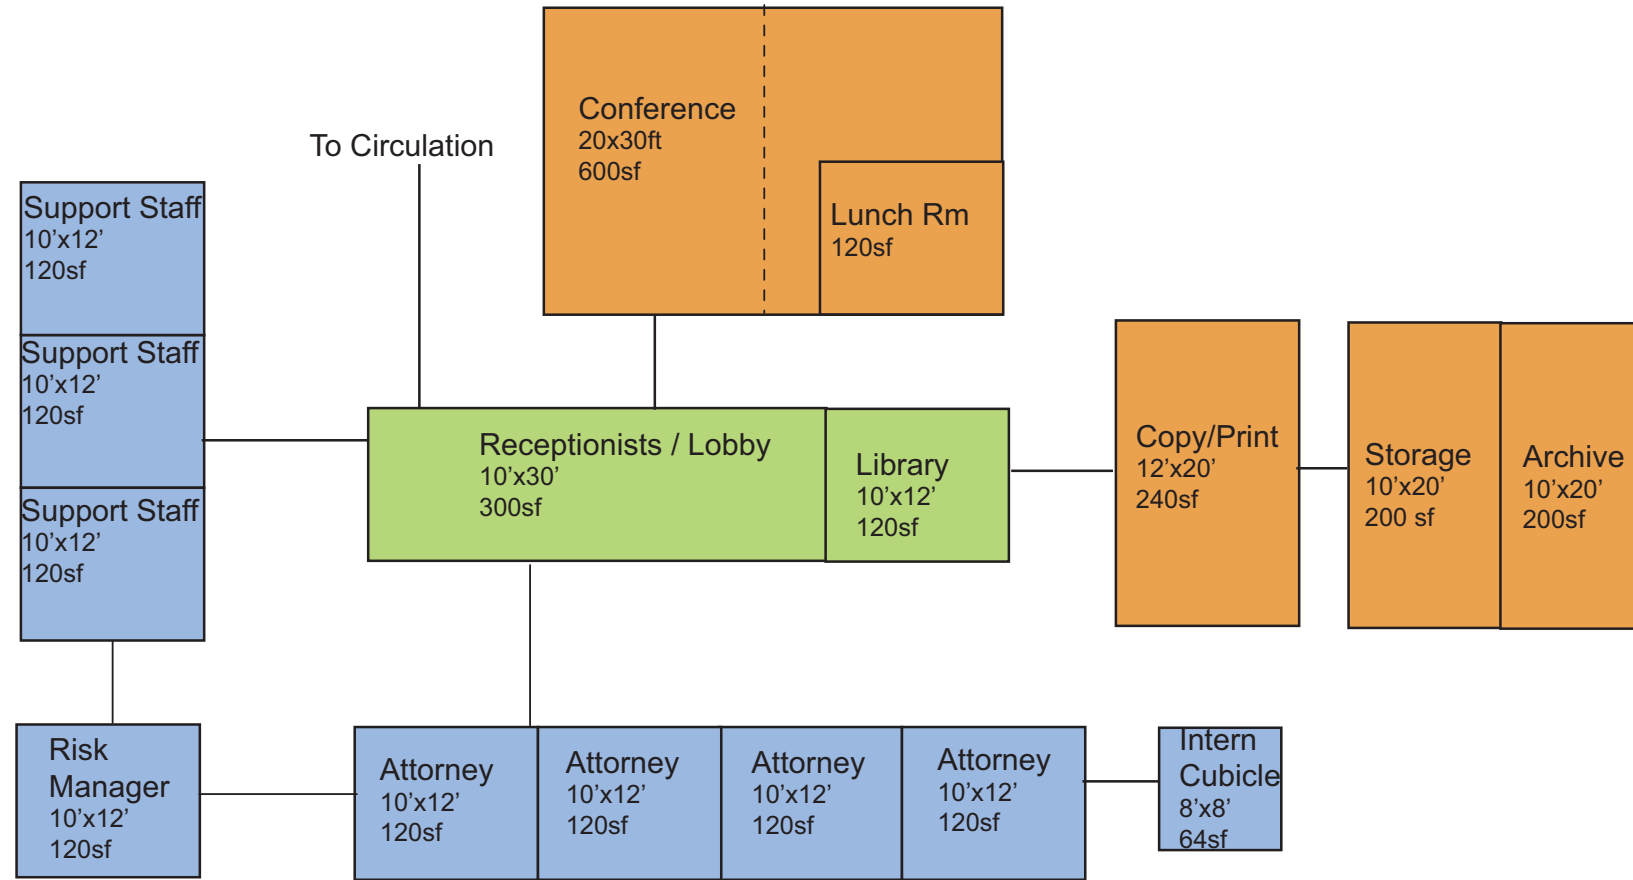 Conference
20x30ft
600sf
To Circulation
Lunch Rm
120sf
Support Staff
10’x12’
120sf
Support Staff
10’x12’
120sf
Support Staff
10’x12’
120sf
Receptionists / Lobby
10’x30’
300sf
Library
10’x12’
120sf
Copy/Print
12’x20’
240sf
Storage
10’x20’
200 sf
Archive
10’x20’
200sf
Risk
Manager
10’x12’
120sf
Attorney
10’x12’
120sf
Attorney
10’x12’
120sf
Attorney
10’x12’
120sf
Attorney
10’x12’
120sf
Intern
Cubicle
8’x8’
64sf